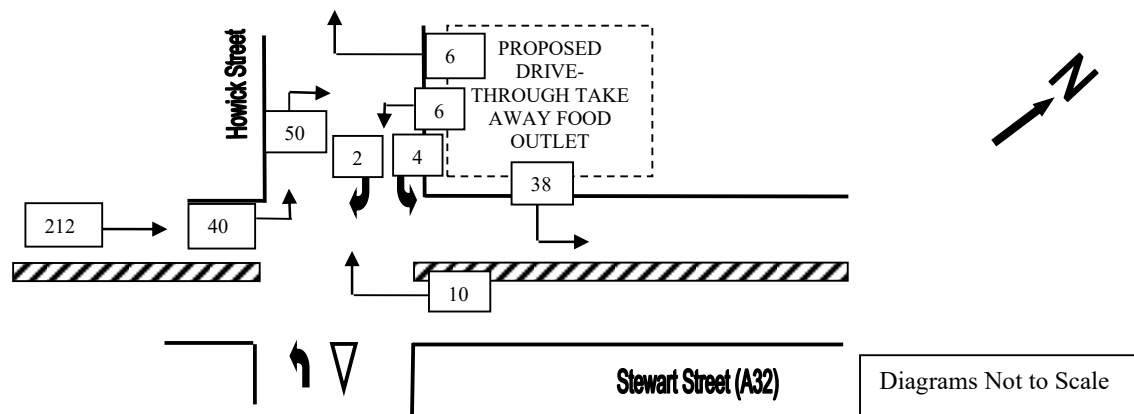 Howick Street
6
PROPOSED
DRIVE-
THROUGH TAKE
AWAY FOOD
OUTLET
N
50
6
2
4
38
212
40
10
Stewart Street (A32)
Diagrams Not to Scale